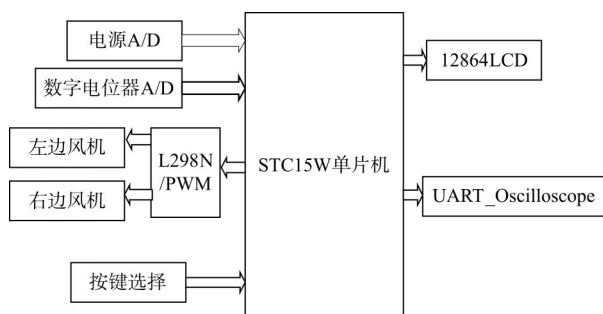 电源A/D
数字电位器A/D
左边风机
右边风机
L298N
/PWM
按键选择
STC15W单片机
12864LCD
UART_Oscilloscope